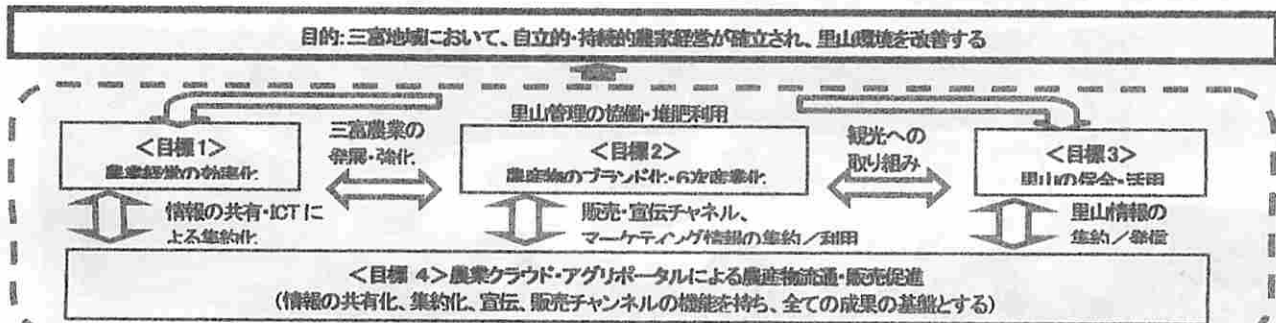 目的:三富地域において、自立的・持続的農家経営が確立され、里山環境を改善する
里山管理の協働・堆肥利用
<目標1>
農業経営の効率化
三富農業の
発展・強化
<目標2>
農産物のブランド化・6次産業化
観光への
取り組み
<目標3>
里山の保全・活用
情報の共有・ICTに
よる集約化
販売・宣伝チャネル、
マーケティング情報の集約/利用
里山情報の
集約/発信
<目標 4>農業クラウド・アグリポータルによる農産物流通・販売促進
(情報の共有化、集約化、宣伝、販売チャンネルの機能を持ち、全ての成果の基盤とする)